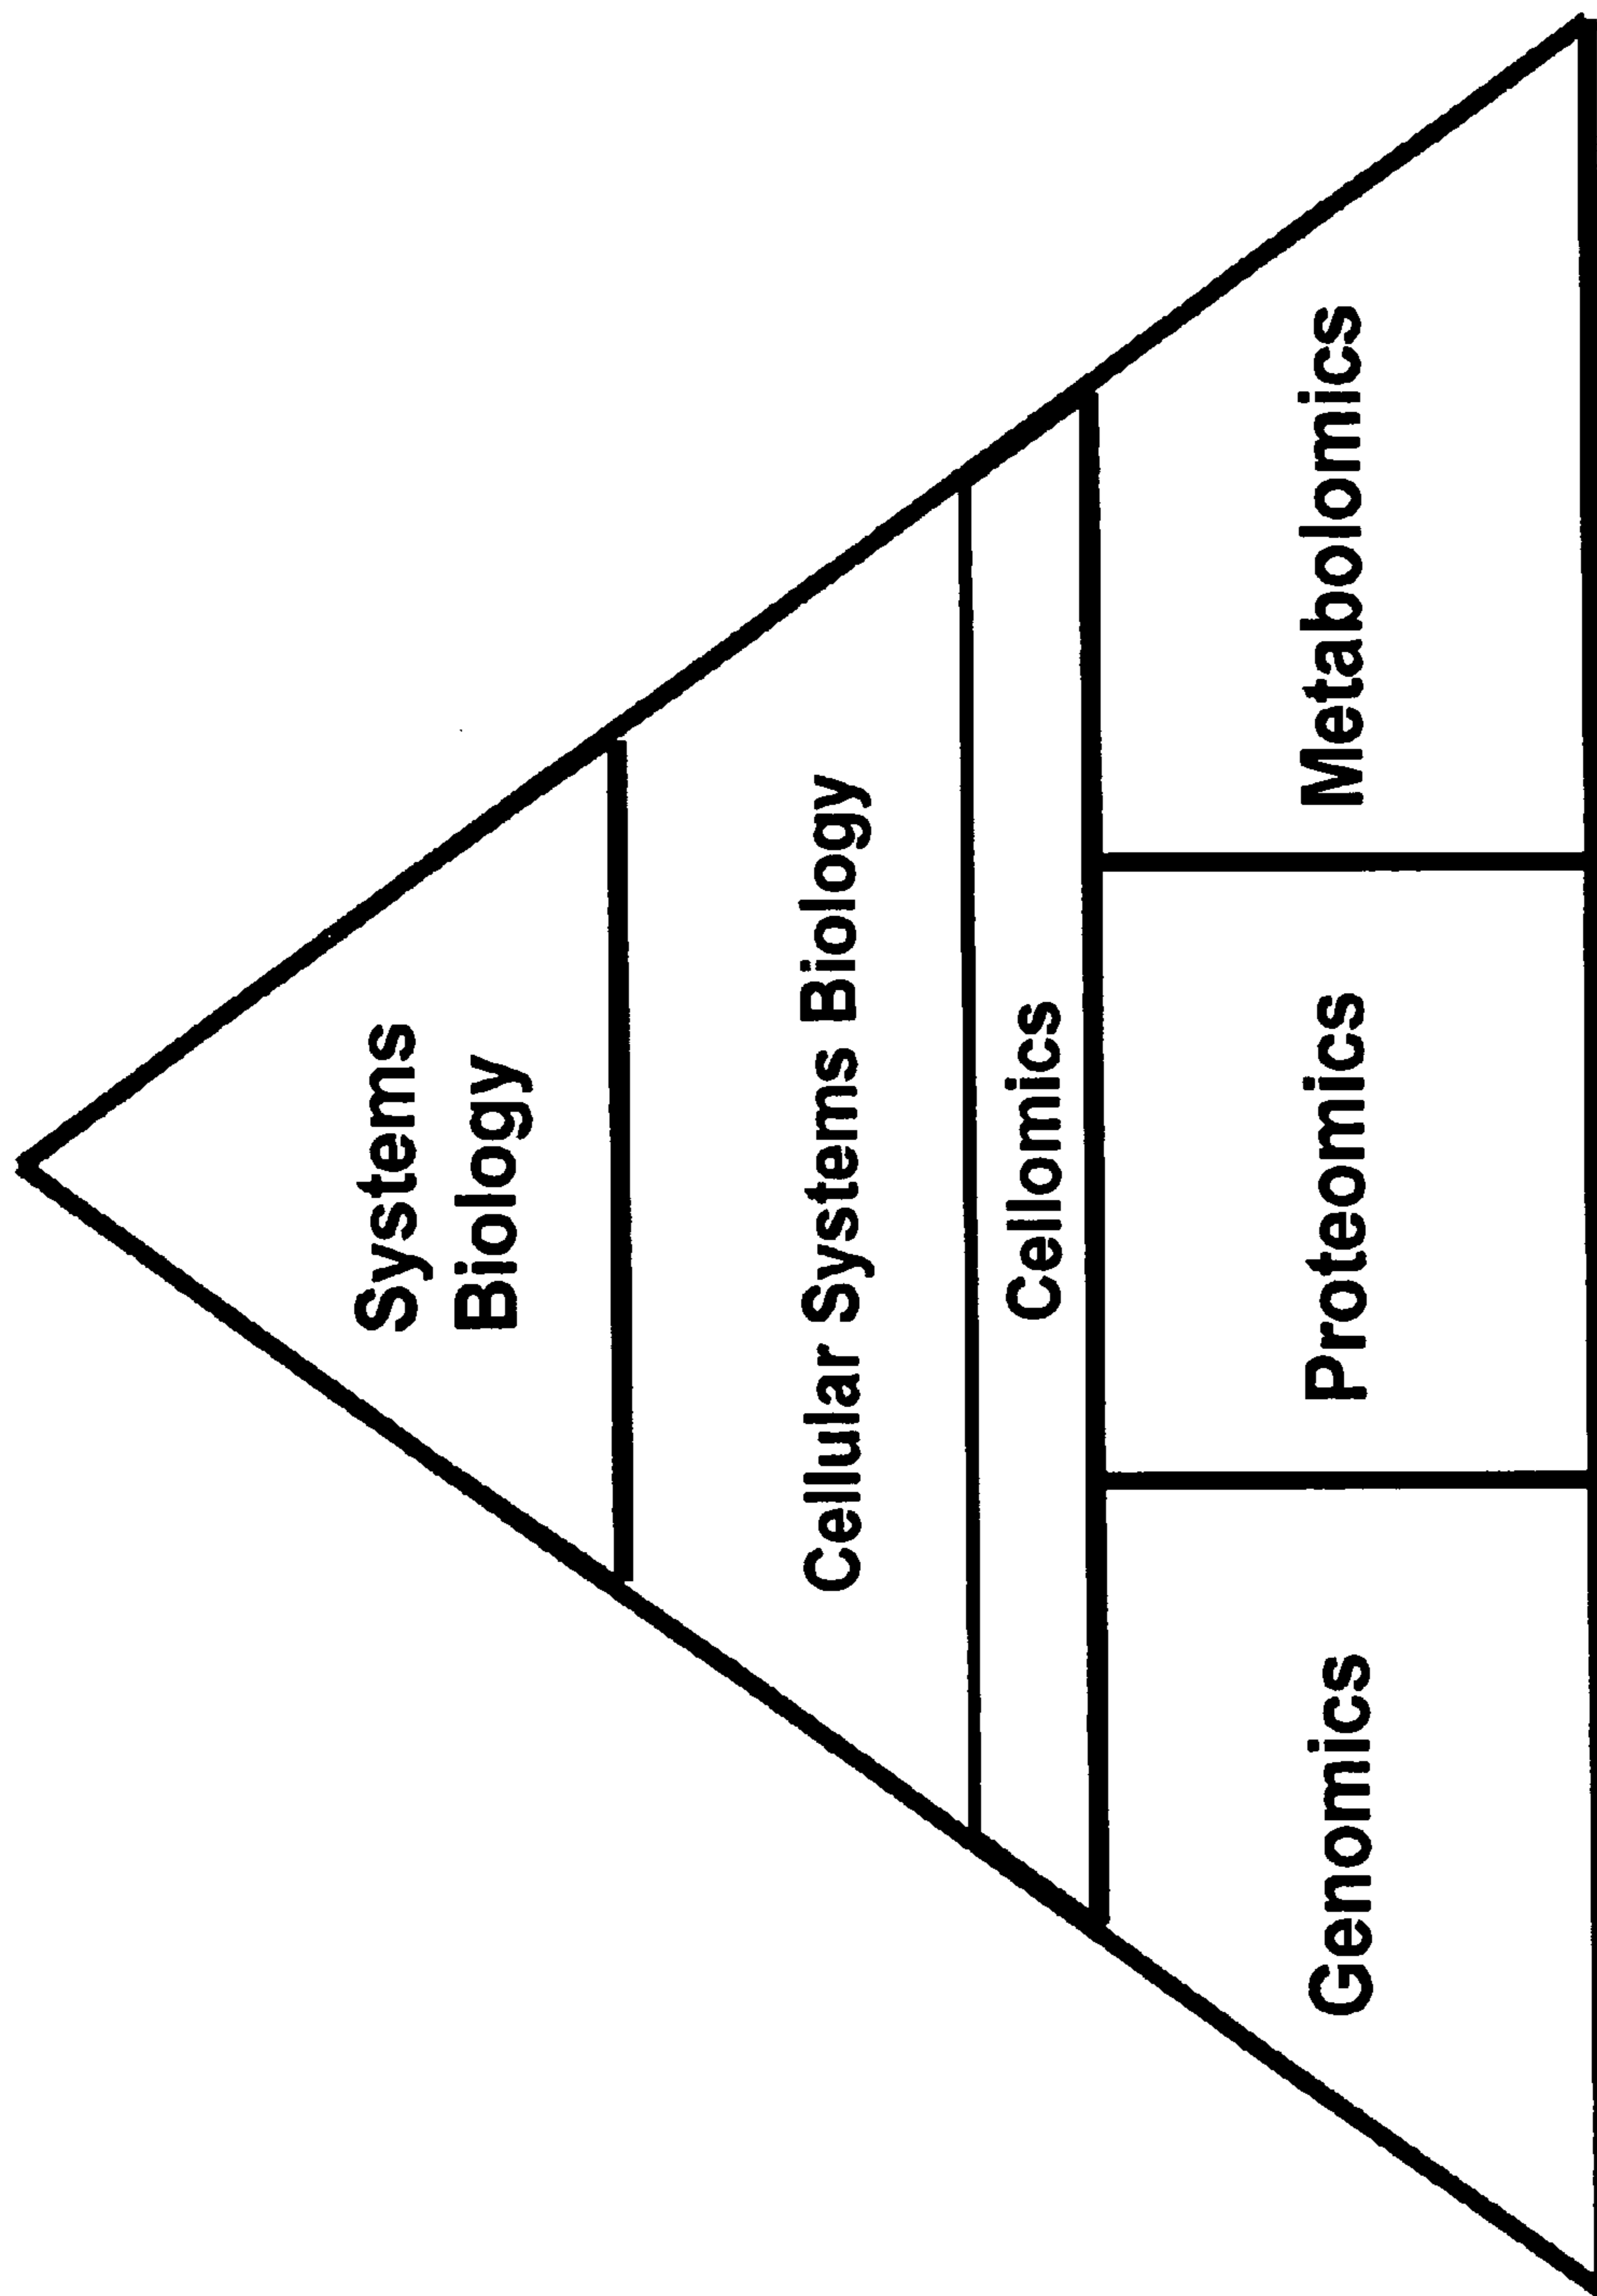 Systems
Biology
Cellular Systems Biology
Cellomics
Genomics
Proteomics
Metabolomics